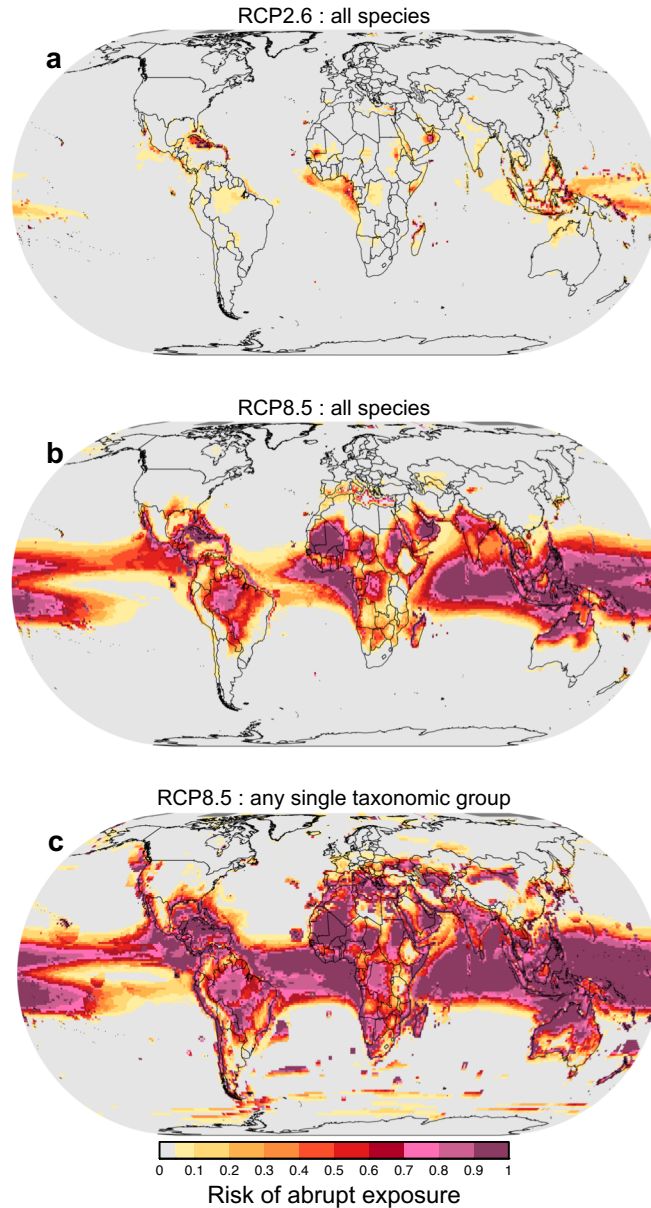 RCP2.6 : all species
a
RCP8.5 : all species
b
RCP8.5 : any single taxonomic group
c
0 0.1 0.2 0.3 0.4 0.5 0.6 0.7 0.8 0.9 1
Risk of abrupt exposure